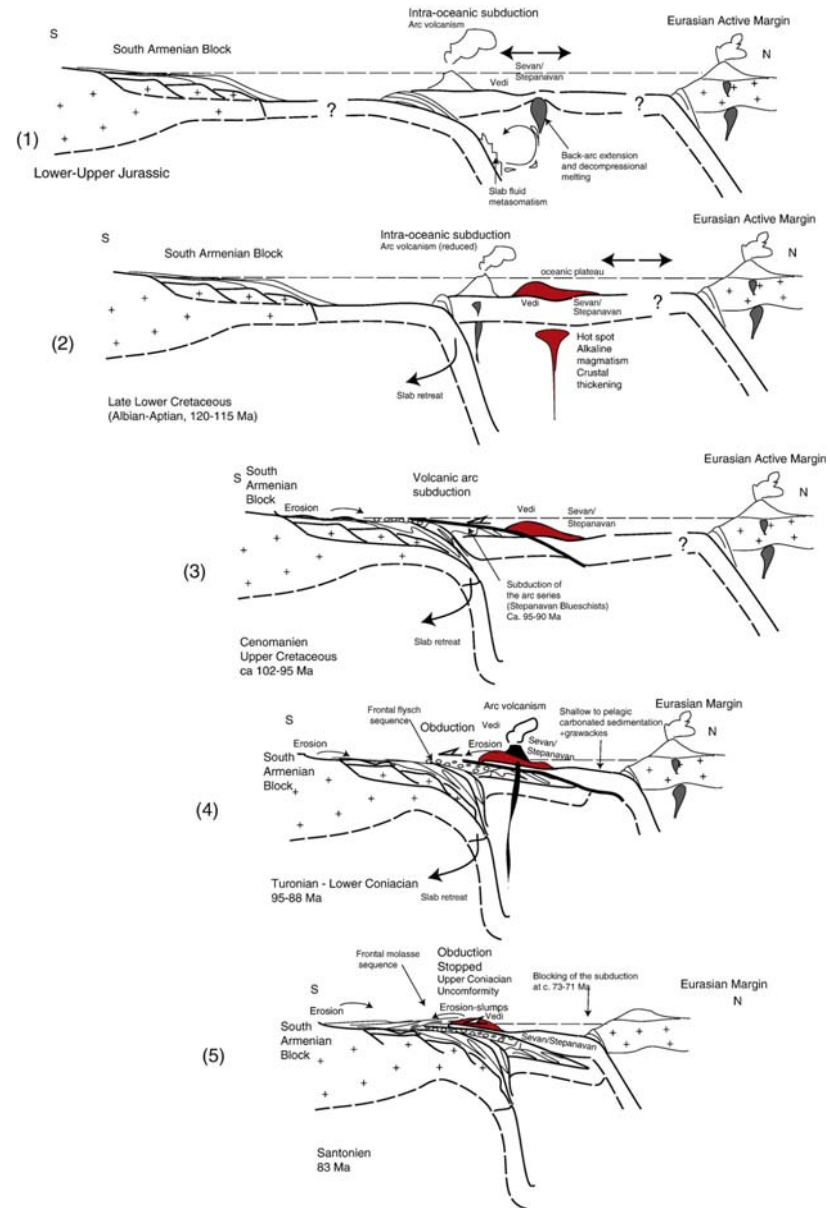 Intra-oceanic subduction
Arc volcanism
Eurasian Active Margin
S
N
South Armenian Block
Sevan/
Stepanavan
Vedi
?
?
(1)
Back-arc extension
and decompressional
melting
Lower-Upper Jurassic
Slab fluid
metasomatism
Eurasian Active Margin
S
Intra-oceanic subduction
Arc volcanism (reduced)
N
South Armenian Block
oceanic plateau
Vedi
Sevan/
Stepanavan
?
(2)
Hot spot
Alkaline
magmatism
Crustal
thickening
Slab retreat
Late Lower Cretaceous
(Albian-Aptian, 120-115 Ma)
Eurasian Active Margin
S
South
Armenian
Block
Volcanic arc
subduction
N
Erosion
Vedi
Sevan/
Stepanavan
?
(3)
Subduction of
the arc series
(Stepanavan Blueschists)
Ca. 95-90 Ma
Slab retreat
Cenomanien
Upper Cretaceous
ca 102-95 Ma
Frontal flysch
sequence
Arc volcanism
Shallow to pelagic
carbonated sedimentation
+grawackes
Eurasian Margin
S
Obduction
Vedi
N
Erosion
Erosion
Sevan/
Stepanavan
South
Armenian
Block
(4)
Turonian - Lower Coniacian
95-88 Ma
Slab retreat
Frontal molasse
sequence
Obduction
Stopped
Upper Coniacian
Uncomformity
Blocking of the subduction
at c. 73-71 Ma
Eurasian Margin
N
S
Erosion
Erosion-slumps
Vedi
South
Armenian
Block
Sevan/Stepanavan
(5)
Santonien
83 Ma